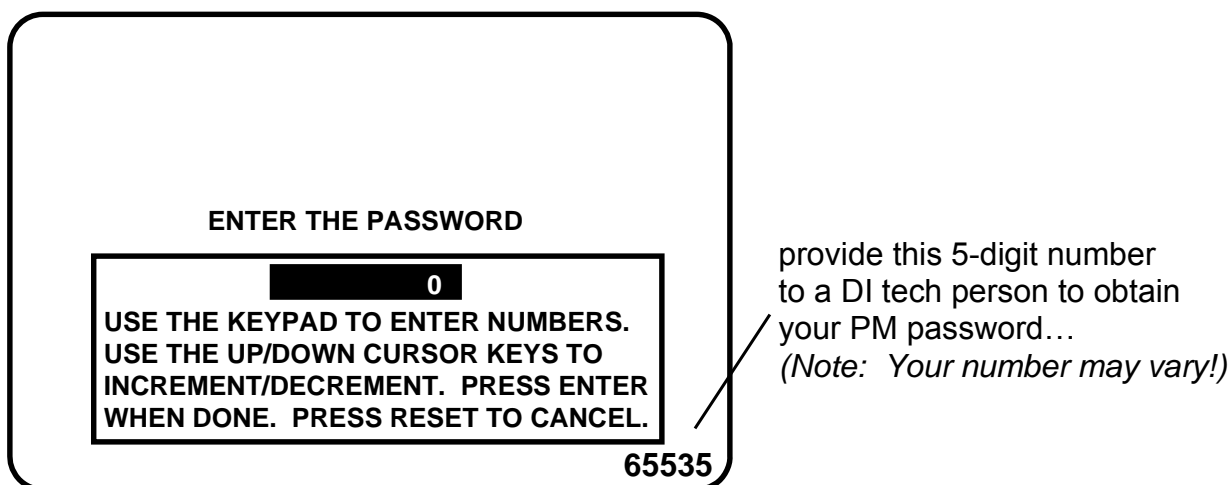 ENTER THE PASSWORD
0
USE THE KEYPAD TO ENTER NUMBERS.
USE THE UP/DOWN CURSOR KEYS TO
INCREMENT/DECREMENT. PRESS ENTER
WHEN DONE. PRESS RESET TO CANCEL.
65535
provide this 5-digit number
to a DI tech person to obtain
your PM password…
(Note: Your number may vary!)